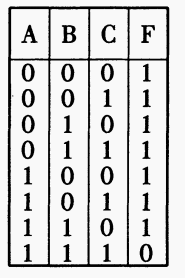 A B C F
0 0 0 1
0 0 1 1
0 1 0 1
0 1 1 1
1 0 0 1
1 0 1 1
1 1 0 1
1 1 1 0